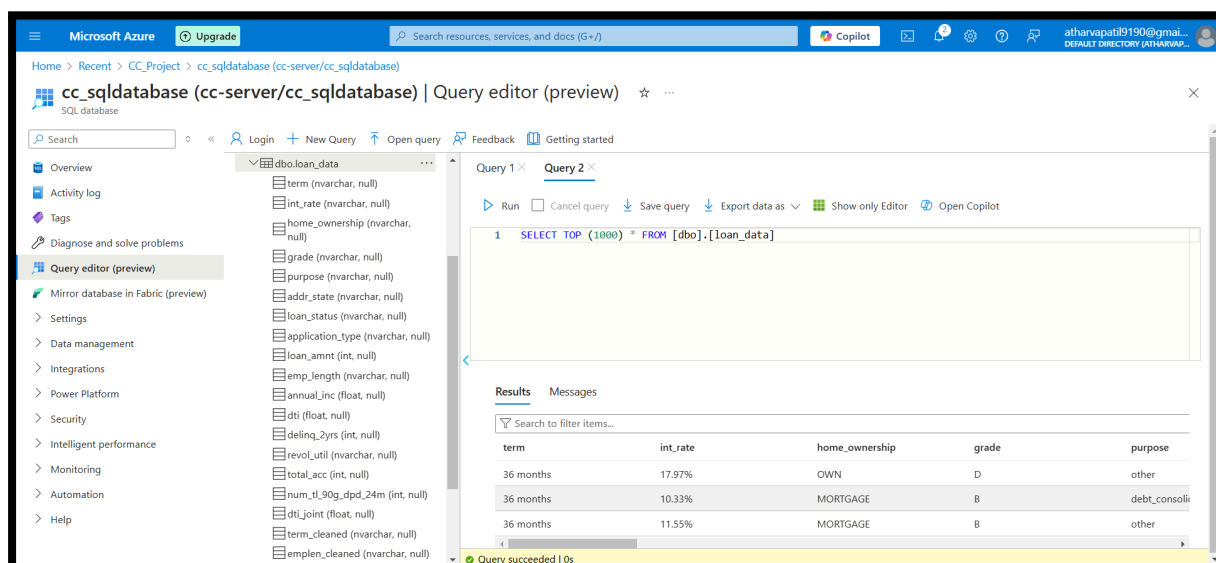 Microsoft Azure
Upgrade
Search resources, services, and docs (G+/)
Copilot
2
atharvapatil9190@gmai...
DEFAULT DIRECTORY (ATHARVAP...
Home > Recent > CC_Project > cc_sqldatabase (cc-server/cc_sqldatabase)
cc_sqldatabase (cc-server/cc_sqldatabase) | Query editor (preview)
SQL database
Search
Overview
Activity log
Tags
Diagnose and solve problems
Query editor (preview)
Mirror database in Fabric (preview)
Settings
Data management
Integrations
Power Platform
Security
Intelligent performance
Monitoring
Automation
Help
Login
New Query
Open query
Feedback
Getting started
dbo.loan_data
term (nvarchar, null)
int_rate (nvarchar, null)
home_ownership (nvarchar,
null)
grade (nvarchar, null)
purpose (nvarchar, null)
addr_state (nvarchar, null)
loan_status (nvarchar, null)
application_type (nvarchar, null)
loan_amnt (int, null)
emp_length (nvarchar, null)
annual_inc (float, null)
dti (float, null)
delinq_2yrs (int, null)
revol_util (nvarchar, null)
total_acc (int, null)
num_tl_90g_dpd_24m (int, null)
dti_joint (float, null)
term_cleaned (nvarchar, null)
emplen_cleaned (nvarchar, null)
Query 1
Query 2
Run
Cancel query
Save query
Export data as
Show only Editor
Open Copilot
1 SELECT TOP (1000) * FROM [dbo].[loan_data]
Results
Messages
Search to filter items...
term int_rate home_ownership grade purpose
36 months 17.97% OWN D other
36 months 10.33% MORTGAGE B debt_consoli
36 months 11.55% MORTGAGE B other
Query succeeded | 0s